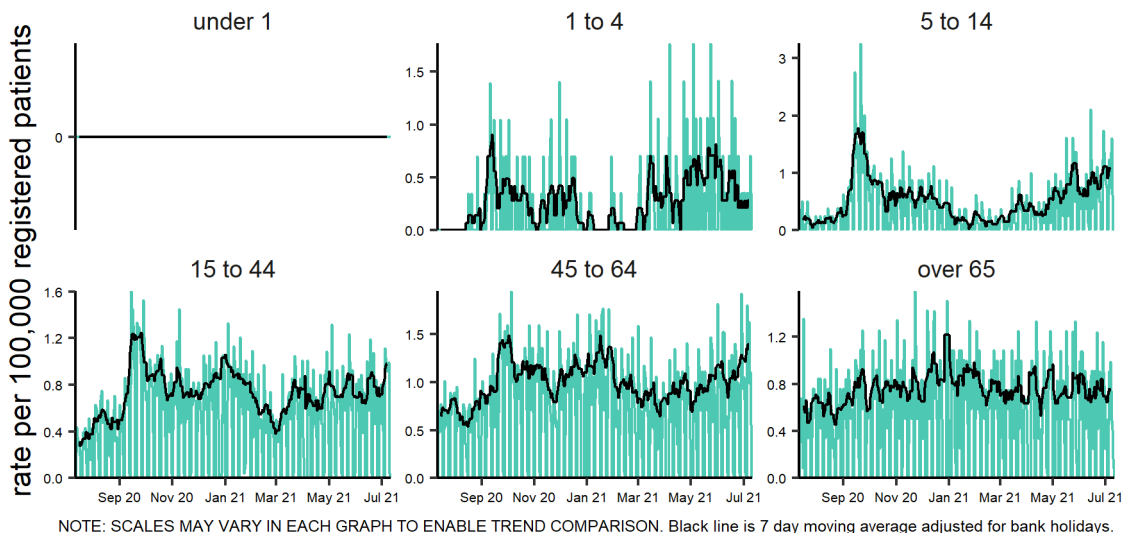 rate per 100,000 registered patients
under 1
0
1 to 4
1.5
1.0
0.5
0.0
5 to 14
3
2
1
0
15 to 44
1.6
1.2
0.8
0.4
0.0
Sep 20 Nov 20 Jan 21 Mar 21 May 21 Jul 21
45 to 64
1.5
1.0
0.5
0.0
Sep 20 Nov 20 Jan 21 Mar 21 May 21 Jul 21
over 65
1.2
0.8
0.4
0.0
Sep 20 Nov 20 Jan 21 Mar 21 May 21 Jul 21
NOTE: SCALES MAY VARY IN EACH GRAPH TO ENABLE TREND COMPARISON. Black line is 7 day moving average adjusted for bank holidays.